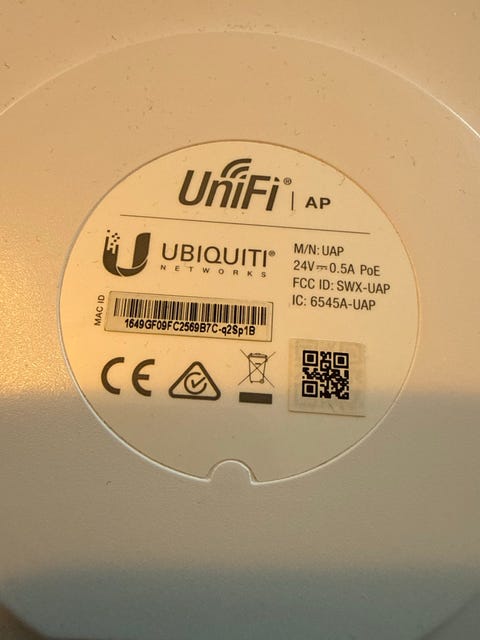 UniFi® | AP
UBIQUITI®
NETWORKS
M/N: UAP
24V⎓0.5A PoE
FCC ID: SWX-UAP
IC: 6545A-UAP
MAC ID
1649GF09FC2569B7C-q2Sp1B
CE